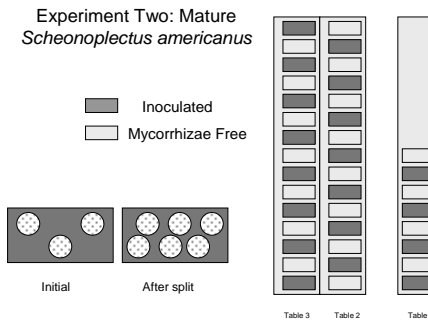 Experiment Two: Mature
Scheonoplectus americanus
Inoculated
Mycorrhizae Free
Initial
After split
Table 3
Table 2
Table